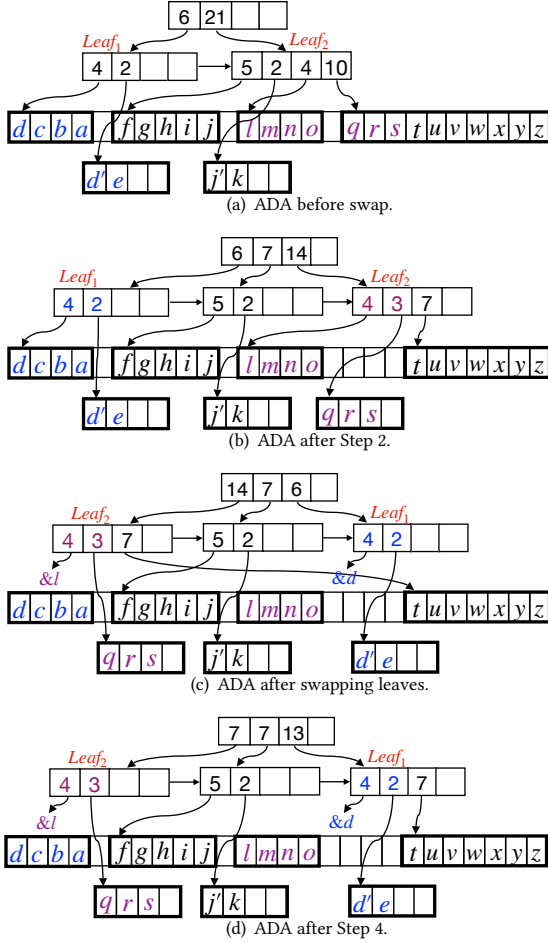 6 21
Leaf1 Leaf2
4 2 5 2 4 10
d c b a f g h i j l m n o q r s t u v w x y z
d' e j' k
(a) ADA before swap.
6 7 14
Leaf1 Leaf2
4 2 5 2 4 3 7
d c b a f g h i j l m n o t u v w x y z
d' e j' k q r s
(b) ADA after Step 2.
14 7 6
Leaf2 Leaf1
4 3 7 5 2 4 2
&l &d
d c b a f g h i j l m n o t u v w x y z
q r s j' k d' e
(c) ADA after swapping leaves.
7 7 13
Leaf2 Leaf1
4 3 5 2 4 2 7
&l &d
d c b a f g h i j l m n o t u v w x y z
q r s j' k d' e
(d) ADA after Step 4.